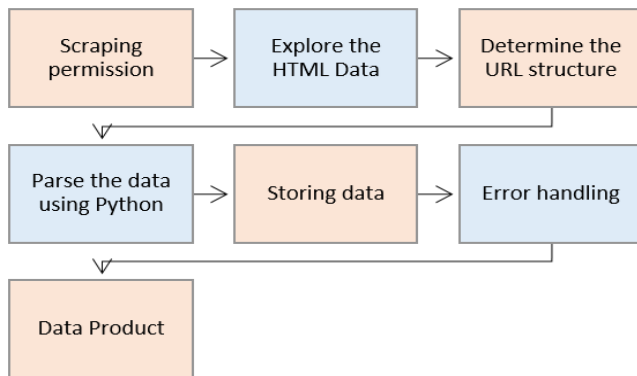 Scraping
permission
Explore the
HTML Data
Determine the
URL structure
Parse the data
using Python
Storing data
Error handling
Data Product